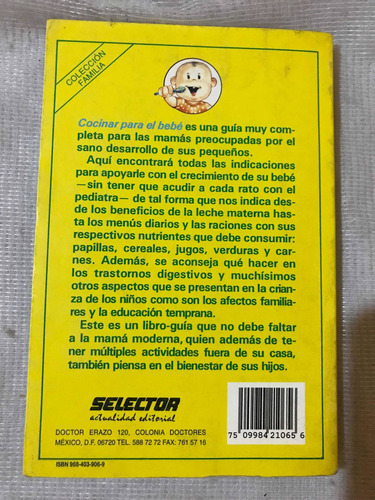 COLECCIÓN
FAMILIA
Cocinar para el bebé es una guía muy com-
pleta para las mamás preocupadas por el
sano desarrollo de sus pequeños.
Aquí encontrará todas las indicaciones
para apoyarle con el crecimiento de su bebé
—sin tener que acudir a cada rato con el
pediatra— de tal forma que nos indica des-
de los beneficios de la leche materna has-
ta los menús diarios y las raciones con sus
respectivos nutrientes que debe consumir:
papillas, cereales, jugos, verduras y car-
nes. Además, se aconseja qué hacer en
los trastornos digestivos y muchísimos
otros aspectos que se presentan en la crian-
za de los niños como son los afectos familia-
res y la educación temprana.
Este es un libro-guía que no debe faltar
a la mamá moderna, quien además de te-
ner múltiples actividades fuera de su casa,
también piensa en el bienestar de sus hijos.
SELECTOR
actualidad editorial
DOCTOR ERAZO 120, COLONIA DOCTORES
MÉXICO, D.F. 06720 TEL. 588 72 72 FAX: 761 57 16
7 509984 210656
ISBN 968-403-906-9